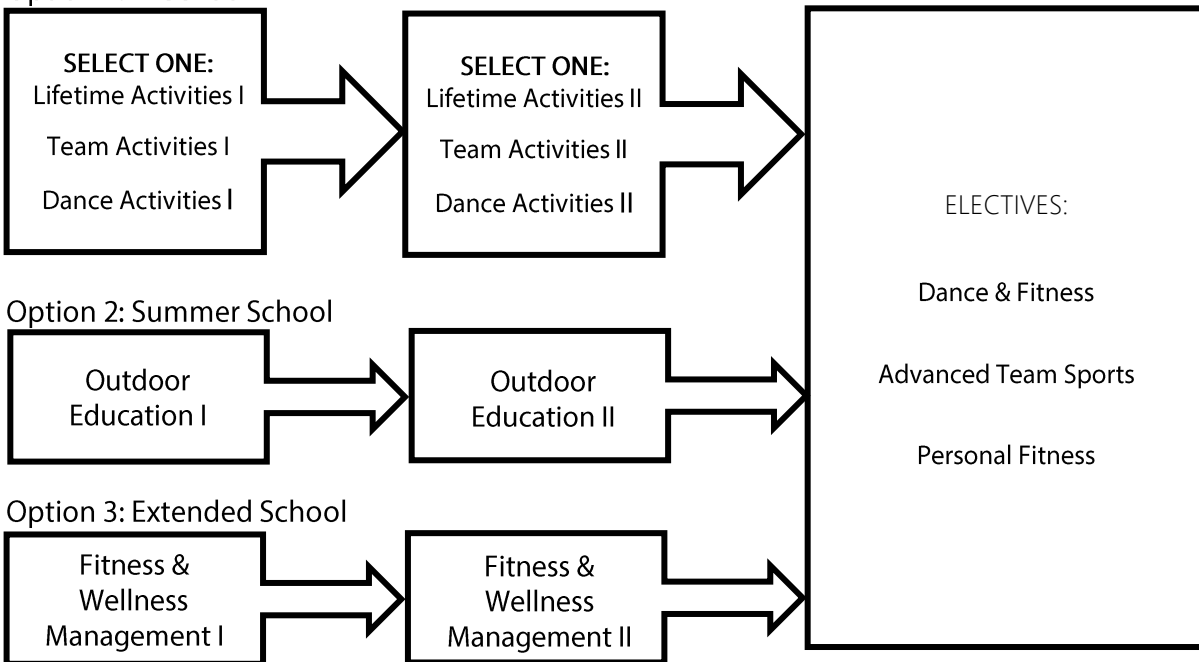 SELECT ONE:
Lifetime Activities I
Team Activities I
Dance Activities I
SELECT ONE:
Lifetime Activities II
Team Activities II
Dance Activities II
Option 2: Summer School
Outdoor
Education I
Outdoor
Education II
Option 3: Extended School
Fitness &
Wellness
Management I
Fitness &
Wellness
Management II
ELECTIVES:
Dance & Fitness
Advanced Team Sports
Personal Fitness